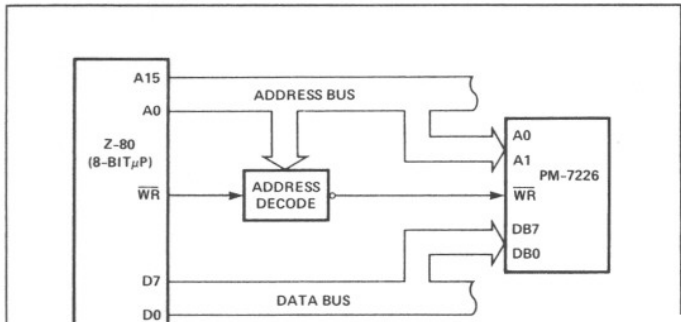 A15
ADDRESS BUS
A0
Z-80
(8-BITµP)
A0
A1
PM-7226
WR
ADDRESS
DECODE
WR
DB7
DB0
D7
DATA BUS
D0